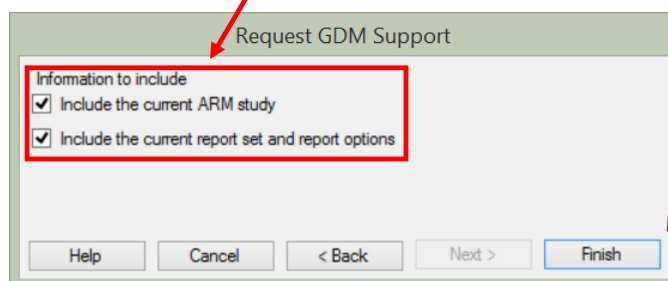 Request GDM Support
Information to include
Include the current ARM study
Include the current report set and report options
Help Cancel < Back Next > Finish